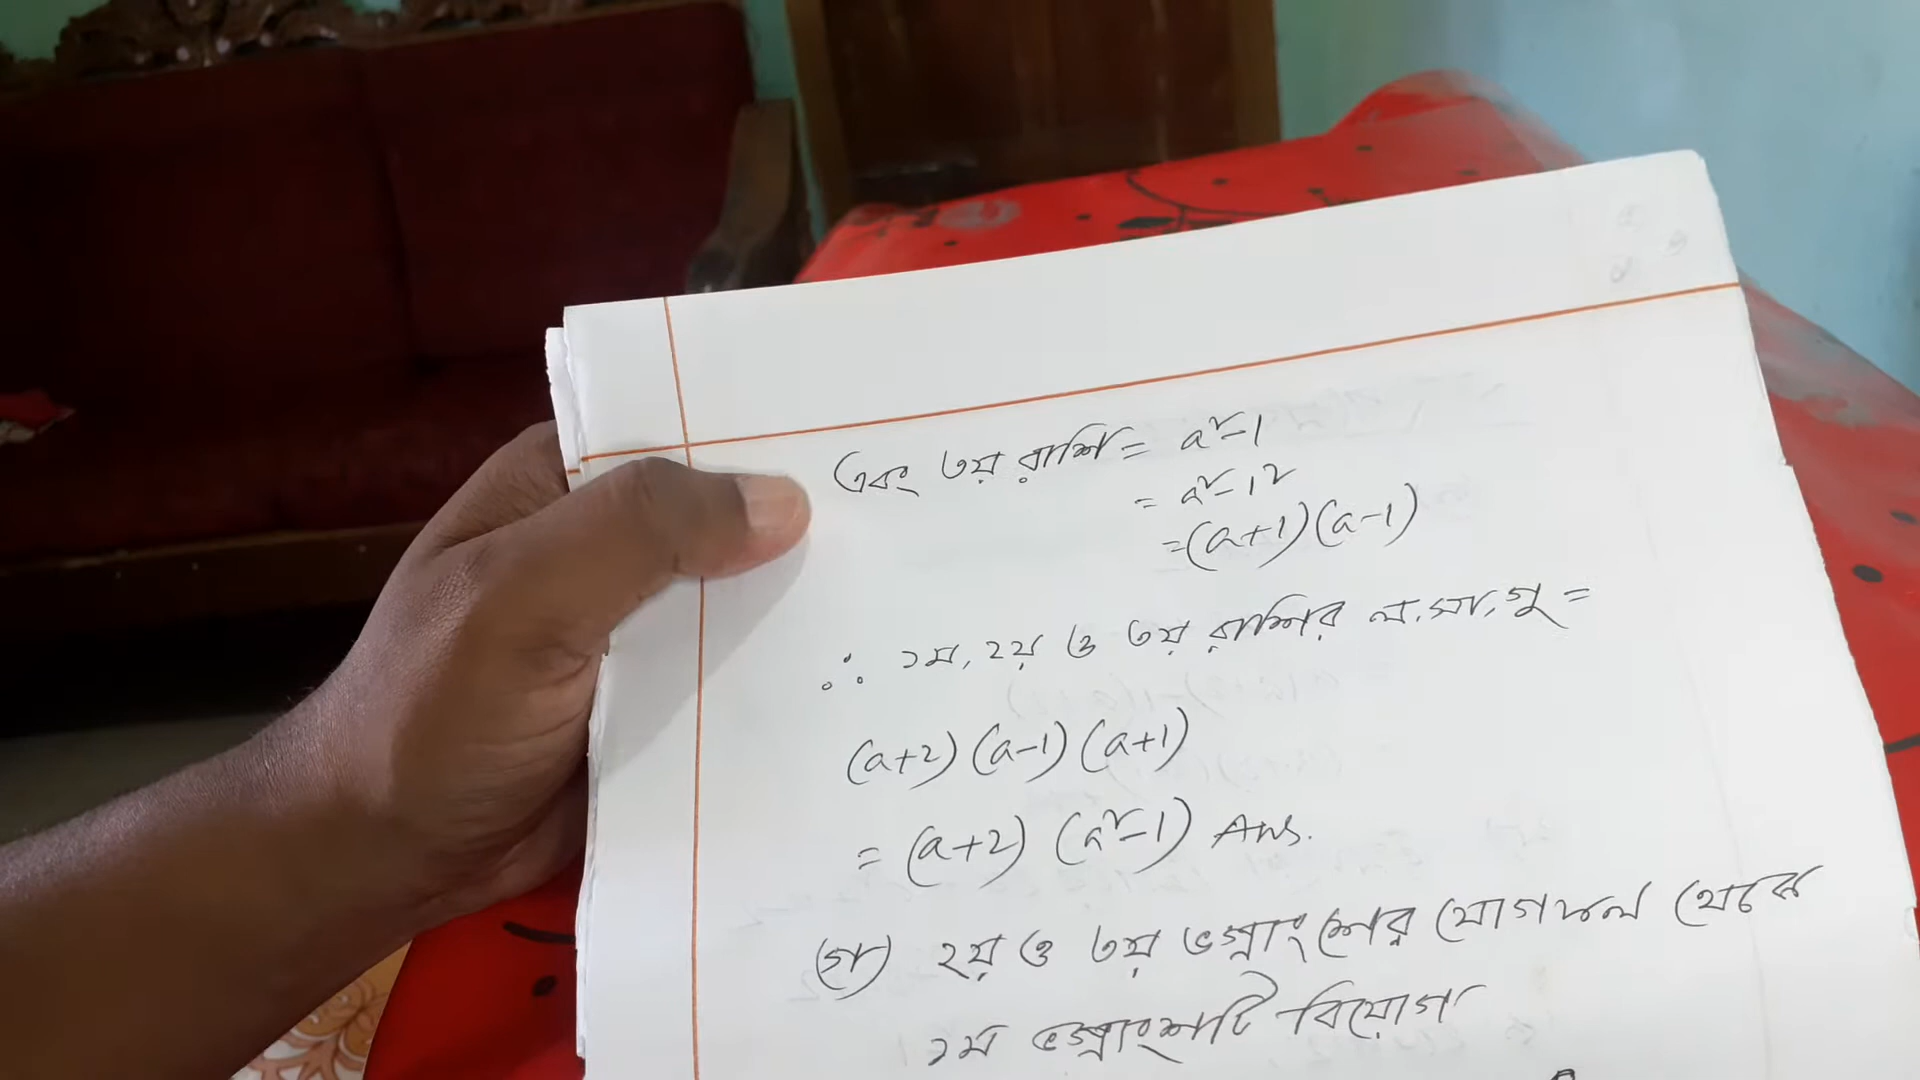 এবং ৩য় রাশি = a²-1
= a²-1²
=(a+1)(a-1)
∴ ১ম, ২য় ও ৩য় রাশির ল.সা.গু =
(a+2)(a-1)(a+1)
= (a+2) (a²-1) Ans.
(গ) ২য় ও ৩য় ভগ্নাংশের যোগফল থেকে
১ম ভগ্নাংশটি বিয়োগ